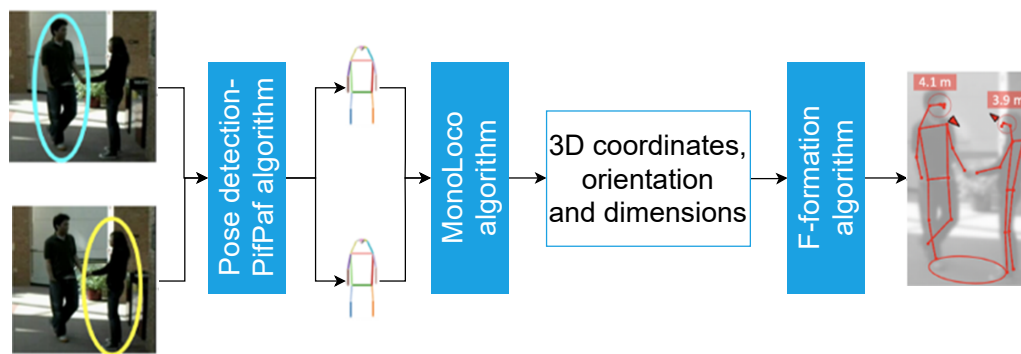 Pose detection-
PifPaf algorithm
MonoLoco
algorithm
3D coordinates,
orientation
and dimensions
F-formation
algorithm
4.1 m
3.9 m